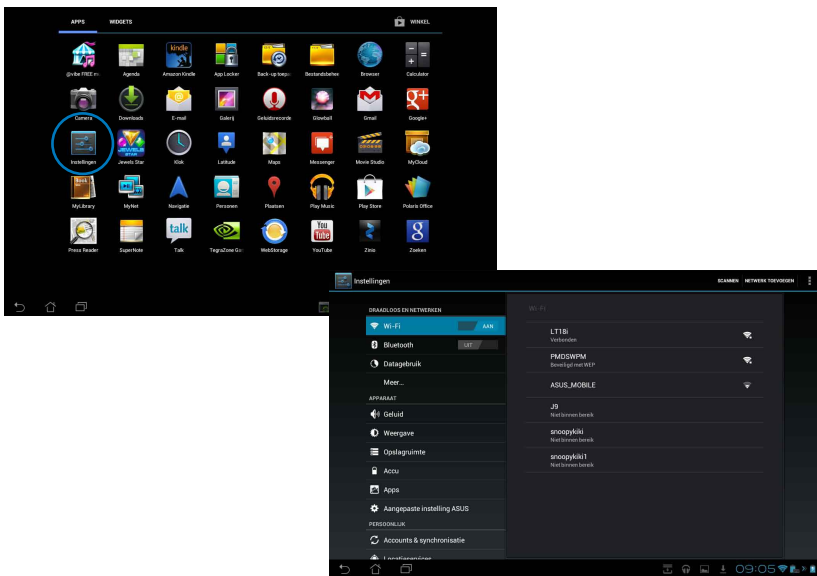 APPS WIDGETS WINKEL
kindle
@vibe FREE m Agenda Amazon Kindle App Locker Back-up toep Bestandsbehee Browser Calculator
Camera Downloads E-mail Galerij Geluidsrecorde Glowball Gmail Google+
Instellingen Jewels Star Klok Latitude Maps Messenger Movie Studio MyCloud
MyLibrary MyNet Navigatie Personen Plaatsen Play Music Play Store Polaris Office
talk You Tube
Press Reader SuperNote Talk TegraZone Ga WebStorage YouTube Zinio Zoeken
Instellingen SCANNEN NETWERK TOEVOEGEN
DRAADLOOS EN NETWERKEN
Wi-Fi AAN
Bluetooth UIT
Datagebruik
Meer...
APPARAAT
Geluid
Weergave
Opslagruimte
Accu
Apps
Aangepaste instelling ASUS
PERSOONLIJK
Accounts & synchronisatie
Locatieservices
Wi-Fi
LT18i
Verbonden
PMDSWPM
Beveiligd met WEP
ASUS_MOBILE
J9
Niet binnen bereik
snoopykiki
Niet binnen bereik
snoopykiki1
Niet binnen bereik
09:05